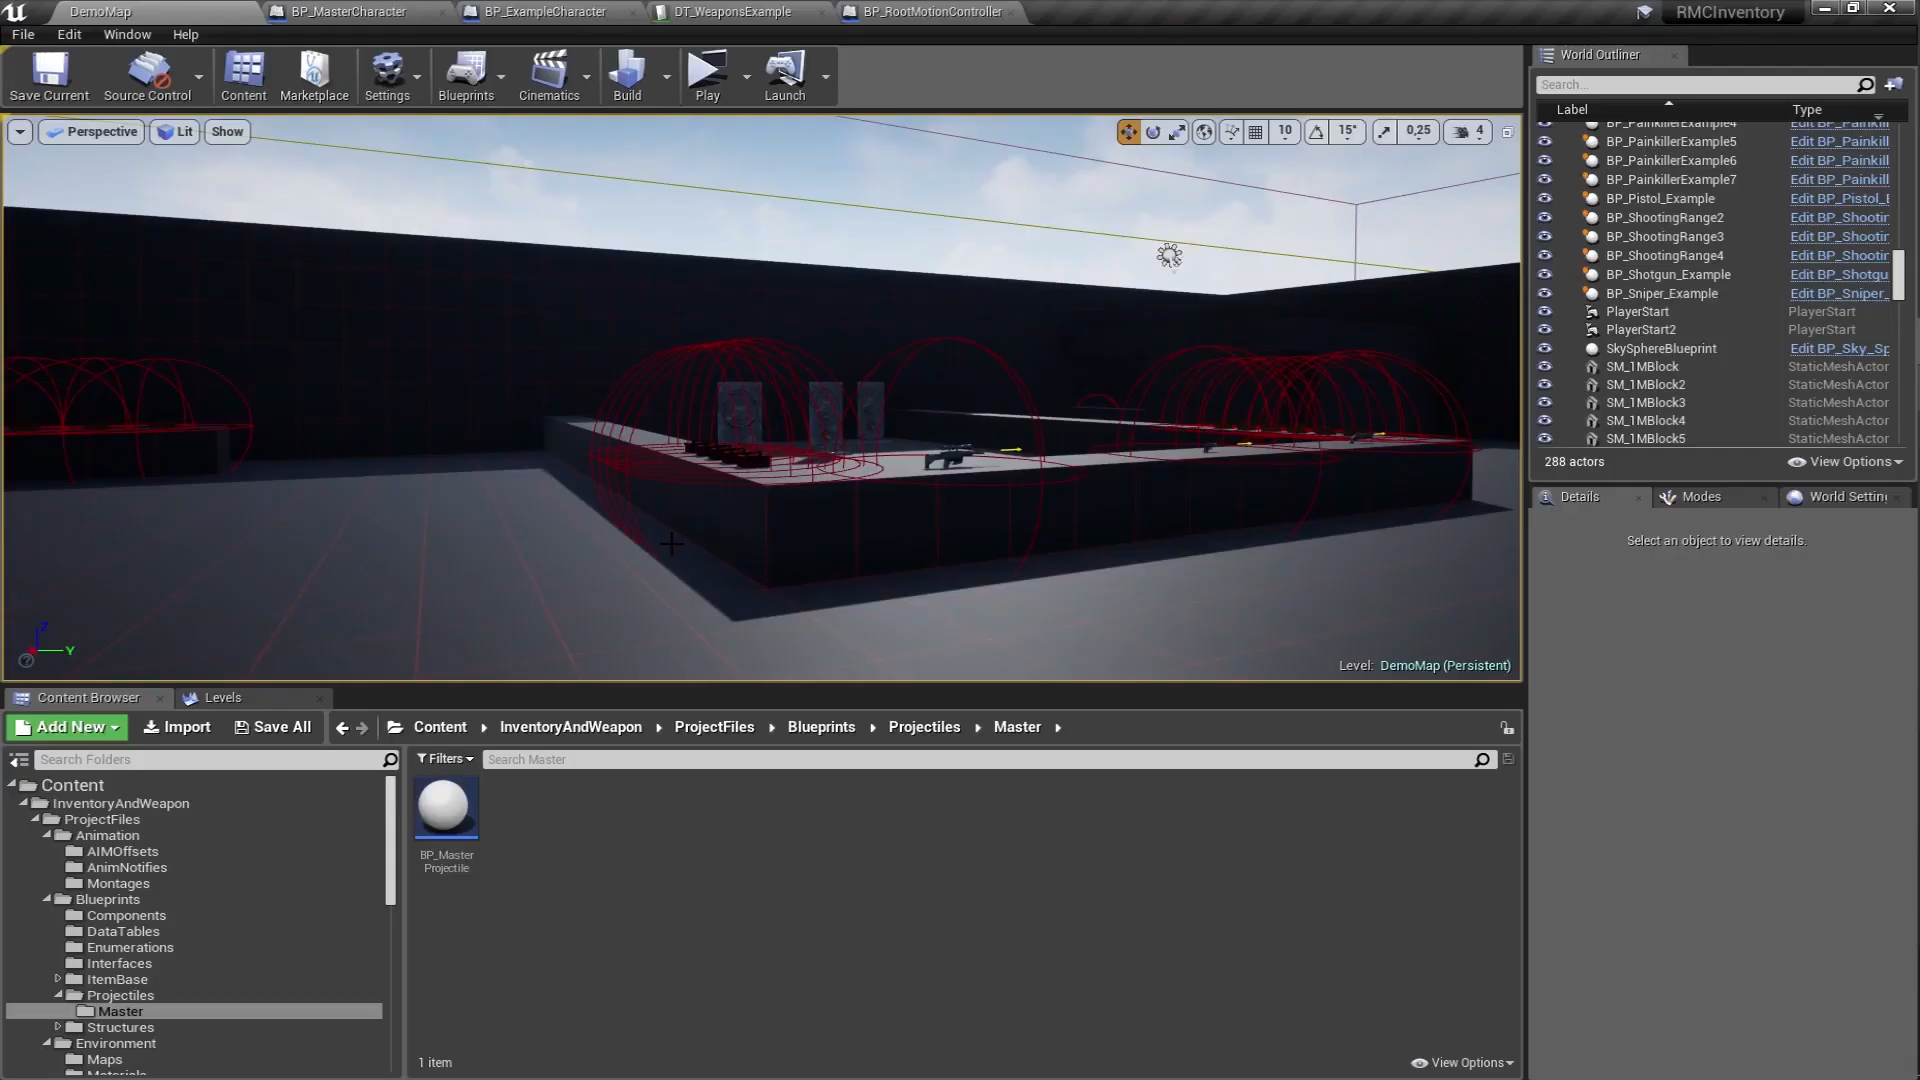 DemoMap
BP_MasterCharacter
BP_ExampleCharacter
DT_WeaponsExample
BP_RootMotionController
RMCInventory
File
Edit
Window
Help
Save Current
Source Control
Content
Marketplace
Settings
Blueprints
Cinematics
Build
Play
Launch
Perspective
Lit
Show
10
15°
0,25
4
Z
Y
Level: DemoMap (Persistent)
World Outliner
Search...
Label
Type
BP_PainkillerExample4 Edit BP_Painkill
BP_PainkillerExample5 Edit BP_Painkill
BP_PainkillerExample6 Edit BP_Painkill
BP_PainkillerExample7 Edit BP_Painkill
BP_Pistol_Example Edit BP_Pistol_E
BP_ShootingRange2 Edit BP_Shootin
BP_ShootingRange3 Edit BP_Shootin
BP_ShootingRange4 Edit BP_Shootin
BP_Shotgun_Example Edit BP_Shotgu
BP_Sniper_Example Edit BP_Sniper_
PlayerStart PlayerStart
PlayerStart2 PlayerStart
SkySphereBlueprint Edit BP_Sky_Sp
SM_1MBlock StaticMeshActor
SM_1MBlock2 StaticMeshActor
SM_1MBlock3 StaticMeshActor
SM_1MBlock4 StaticMeshActor
SM_1MBlock5 StaticMeshActor
288 actors
View Options
Details
Modes
World Settin
Select an object to view details.
Content Browser
Levels
Add New
Import
Save All
Content
InventoryAndWeapon
ProjectFiles
Blueprints
Projectiles
Master
Search Folders
Filters
Search Master
Content
InventoryAndWeapon
ProjectFiles
Animation
AIMOffsets
AnimNotifies
Montages
Blueprints
Components
DataTables
Enumerations
Interfaces
ItemBase
Projectiles
Master
Structures
Environment
Maps
BP_Master
Projectile
1 item
View Options